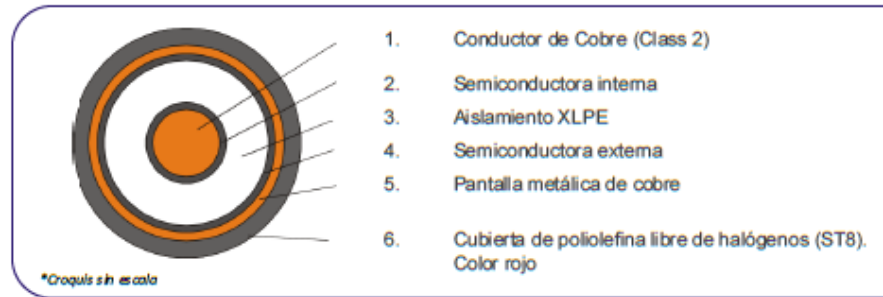 1. Conductor de Cobre (Class 2)
2. Semiconductora interna
3. Aislamiento XLPE
4. Semiconductora externa
5. Pantalla metálica de cobre
6. Cubierta de poliolefina libre de halógenos (ST8).
Color rojo
*Croquis sin escala